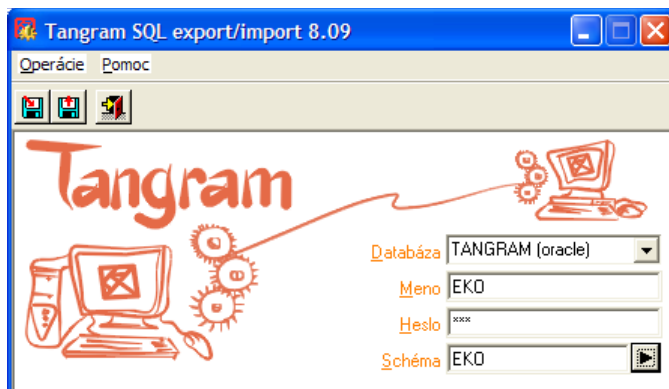 Tangram SQL export/import 8.09
Operácie Pomoc
Tangram
Databáza TANGRAM (oracle)
Meno EKO
Heslo ***
Schéma EKO